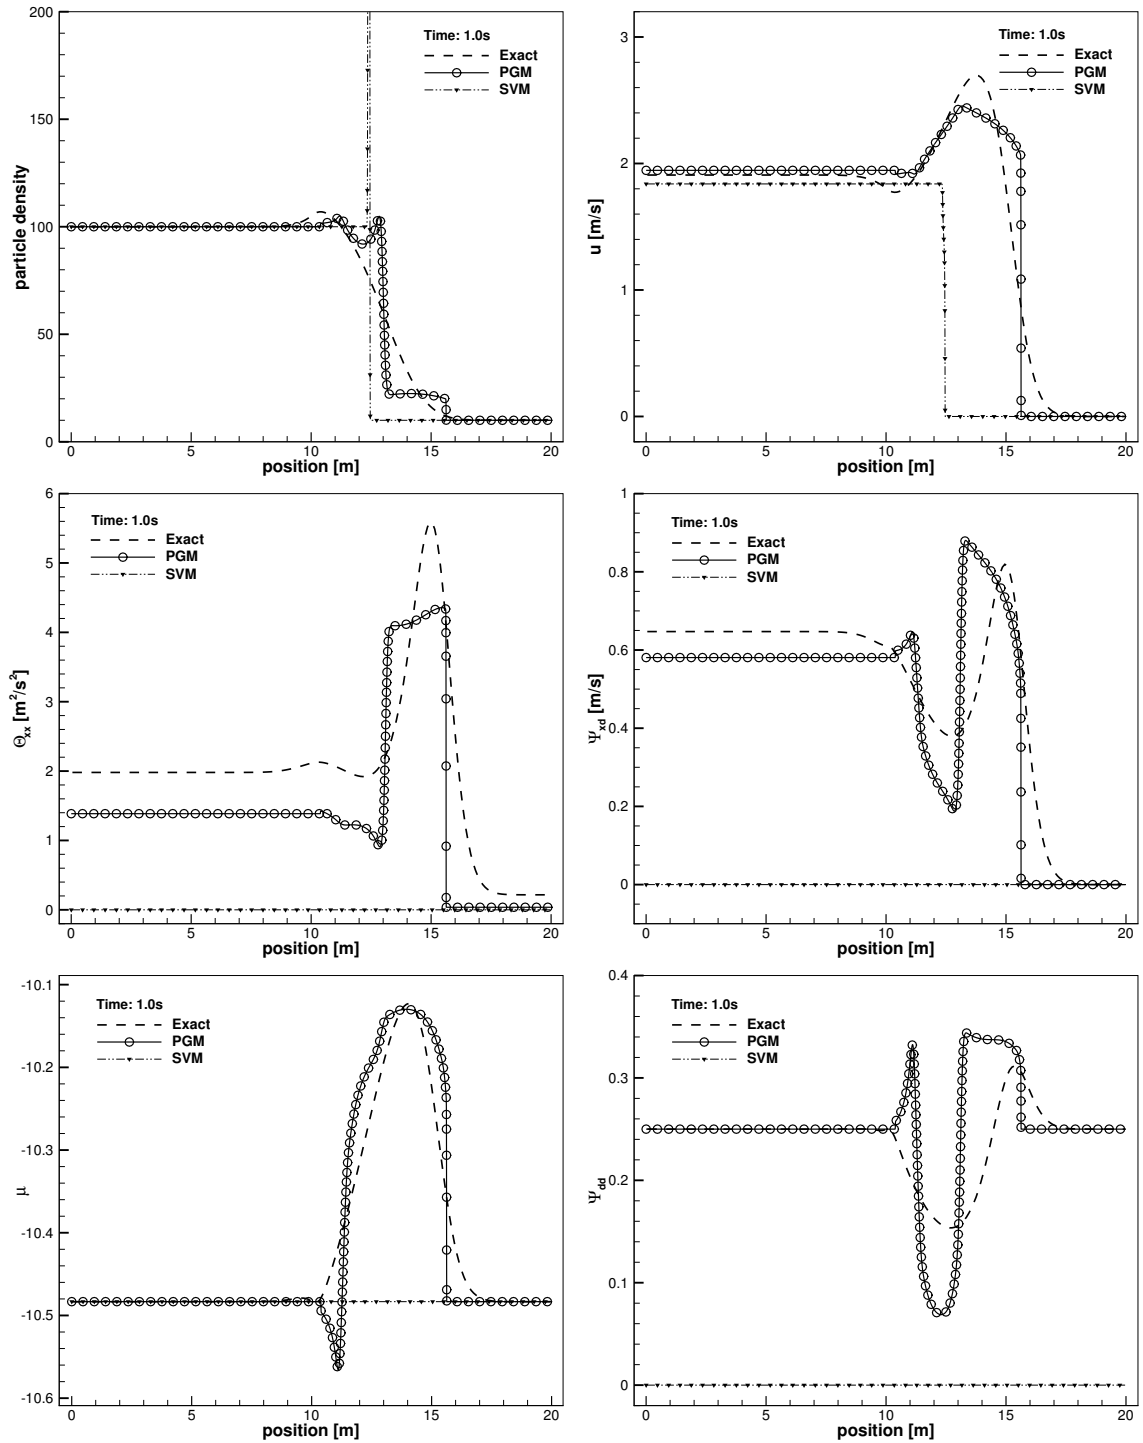 200
150
100
50
0
particle density
Time: 1.0s
Exact
PGM
SVM
0 5 10 15 20
position [m]
3
2
1
0
u [m/s]
Time: 1.0s
Exact
PGM
SVM
0 5 10 15 20
position [m]
6
5
4
3
2
1
0
Θxx [m²/s²]
Time: 1.0s
Exact
PGM
SVM
0 5 10 15 20
position [m]
1
0.8
0.6
0.4
0.2
0
Ψxd [m/s]
Time: 1.0s
Exact
PGM
SVM
0 5 10 15 20
position [m]
-10.1
-10.2
-10.3
-10.4
-10.5
-10.6
μ
Time: 1.0s
Exact
PGM
SVM
0 5 10 15 20
position [m]
0.4
0.3
0.2
0.1
0
Ψdd
Time: 1.0s
Exact
PGM
SVM
0 5 10 15 20
position [m]